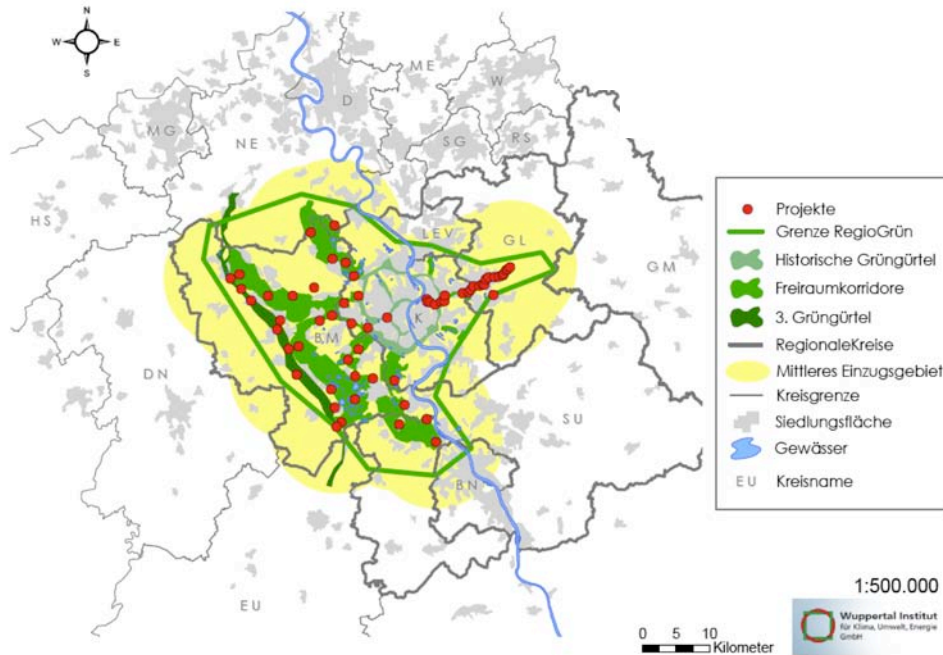 N
W E
S
ME
W
D
MG
SG
RS
NE
HS
LEV
GL
GM
K
BM
DN
SU
BN
EU
Projekte
Grenze RegioGrün
Historische Grüngürtel
Freiraumkorridore
3. Grüngürtel
RegionaleKreise
Mittleres Einzugsgebiet
Kreisgrenze
Siedlungsfläche
Gewässer
EU Kreisname
1:500.000
0 5 10
Kilometer
Wuppertal Institut
für Klima, Umwelt, Energie
GmbH